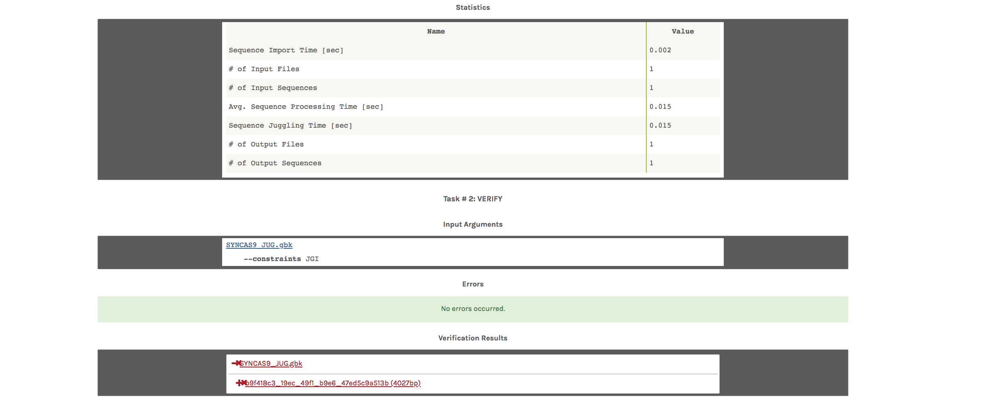 Statistics
Name Value
Sequence Import Time [sec] 0.002
# of Input Files 1
# of Input Sequences 1
Avg. Sequence Processing Time [sec] 0.015
Sequence Juggling Time [sec] 0.015
# of Output Files 1
# of Output Sequences 1
Task # 2: VERIFY
Input Arguments
SYNCAS9_JUG.gbk
--constraints JGI
Errors
No errors occurred.
Verification Results
SYNCAS9_JUG.gbk
b9f418c3_19ec_49f1_b9e6_47ed5c9a513b (4027bp)